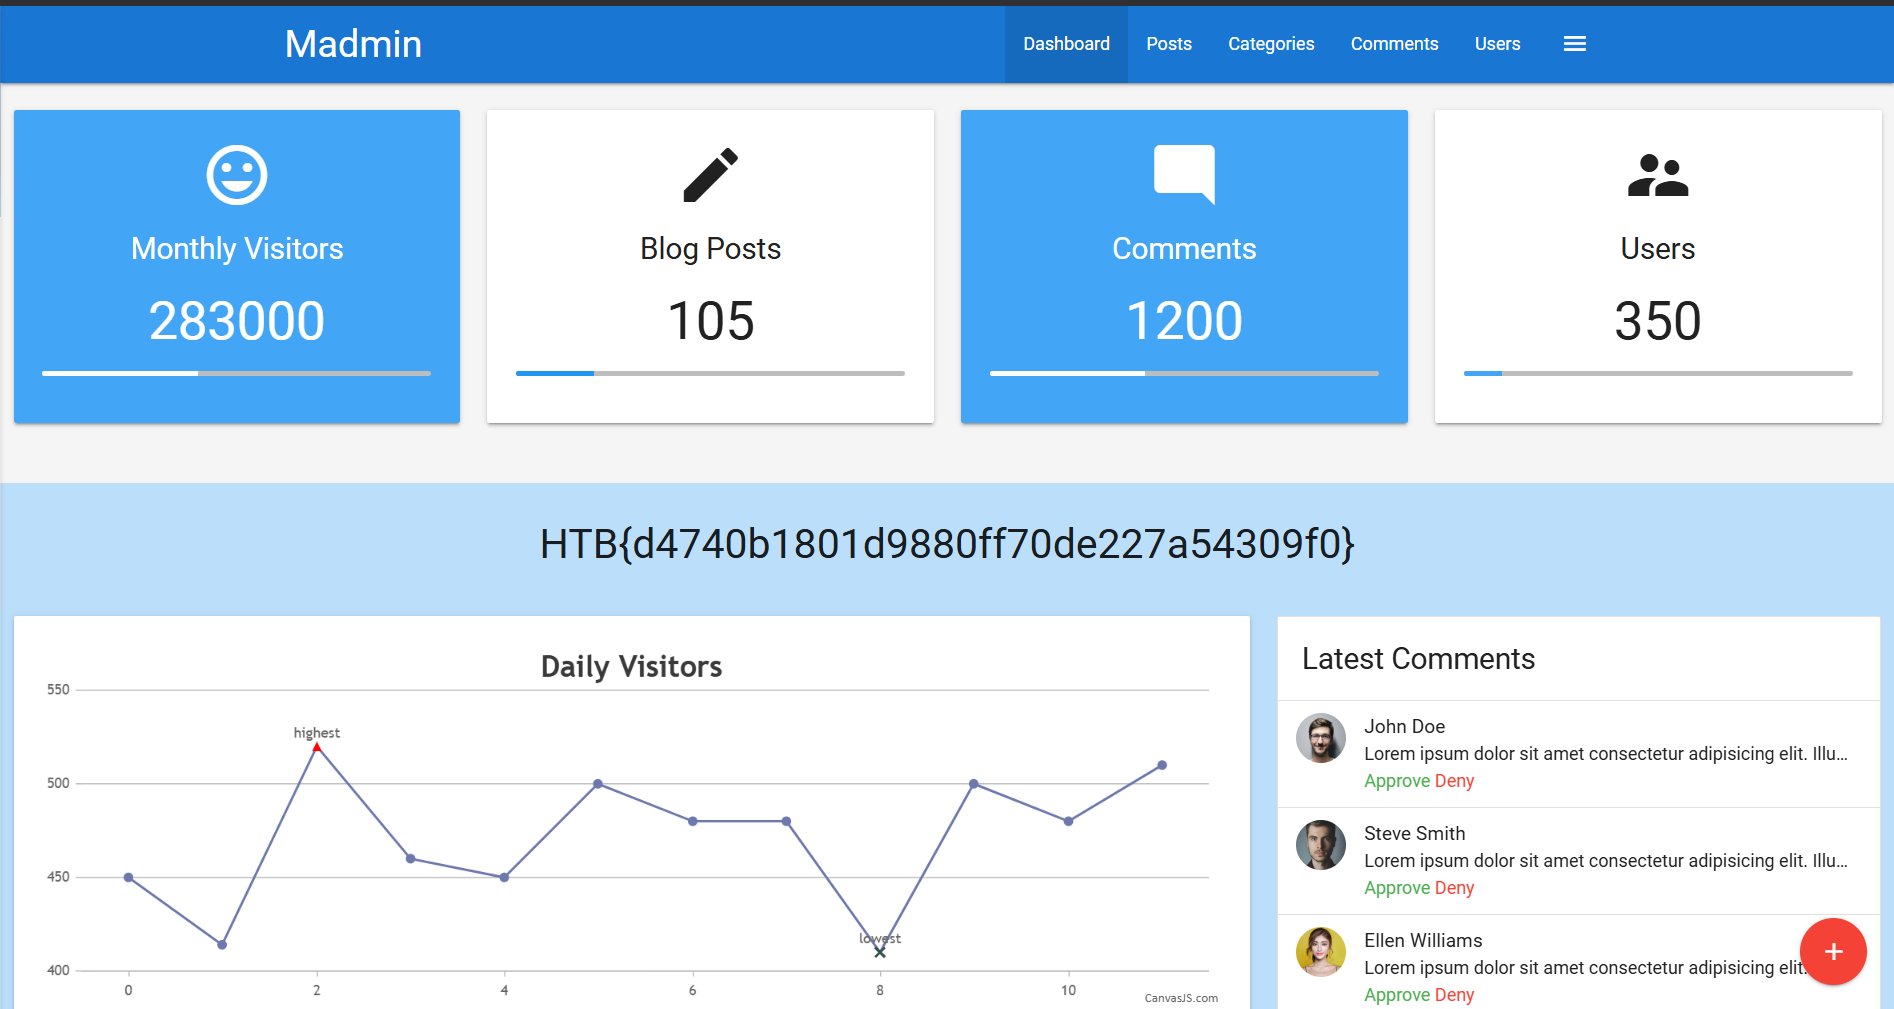 Madmin
Dashboard Posts Categories Comments Users
Monthly Visitors
283000
Blog Posts
105
Comments
1200
Users
350
HTB{d4740b1801d9880ff70de227a54309f0}
Daily Visitors
550
500
450
400
highest
lowest
0 2 4 6 8 10
CanvasJS.com
Latest Comments
John Doe
Lorem ipsum dolor sit amet consectetur adipisicing elit. Illu...
Approve Deny
Steve Smith
Lorem ipsum dolor sit amet consectetur adipisicing elit. Illu...
Approve Deny
Ellen Williams
Lorem ipsum dolor sit amet consectetur adipisicing elit.
Approve Deny
+